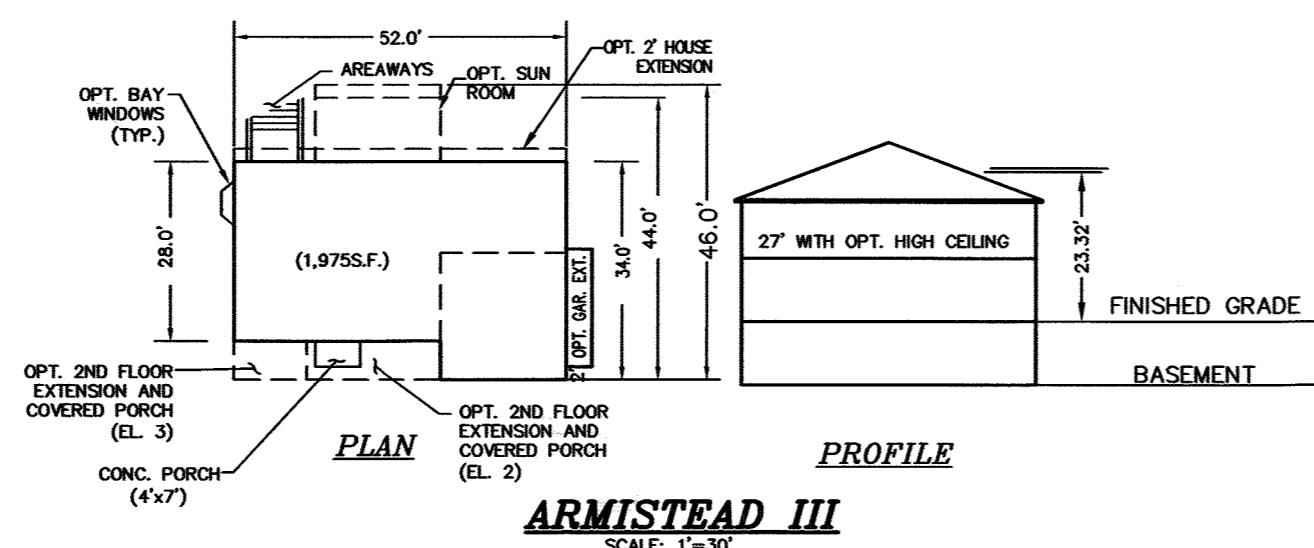 52.0'
AREAWAYS
OPT. SUN
ROOM
OPT. 2' HOUSE
EXTENSION
OPT. BAY
WINDOWS
(TYP.)
28.0'
(1,975S.F.)
2' OPT. GAR. EXT.
34.0'
44.0'
46.0'
27' WITH OPT. HIGH CEILING
23.32'
FINISHED GRADE
BASEMENT
OPT. 2ND FLOOR
EXTENSION AND
COVERED PORCH
(EL. 3)
CONC. PORCH
(4'x7')
OPT. 2ND FLOOR
EXTENSION AND
COVERED PORCH
(EL. 2)
PLAN
PROFILE
ARMISTEAD III
SCALE: 1'=30'